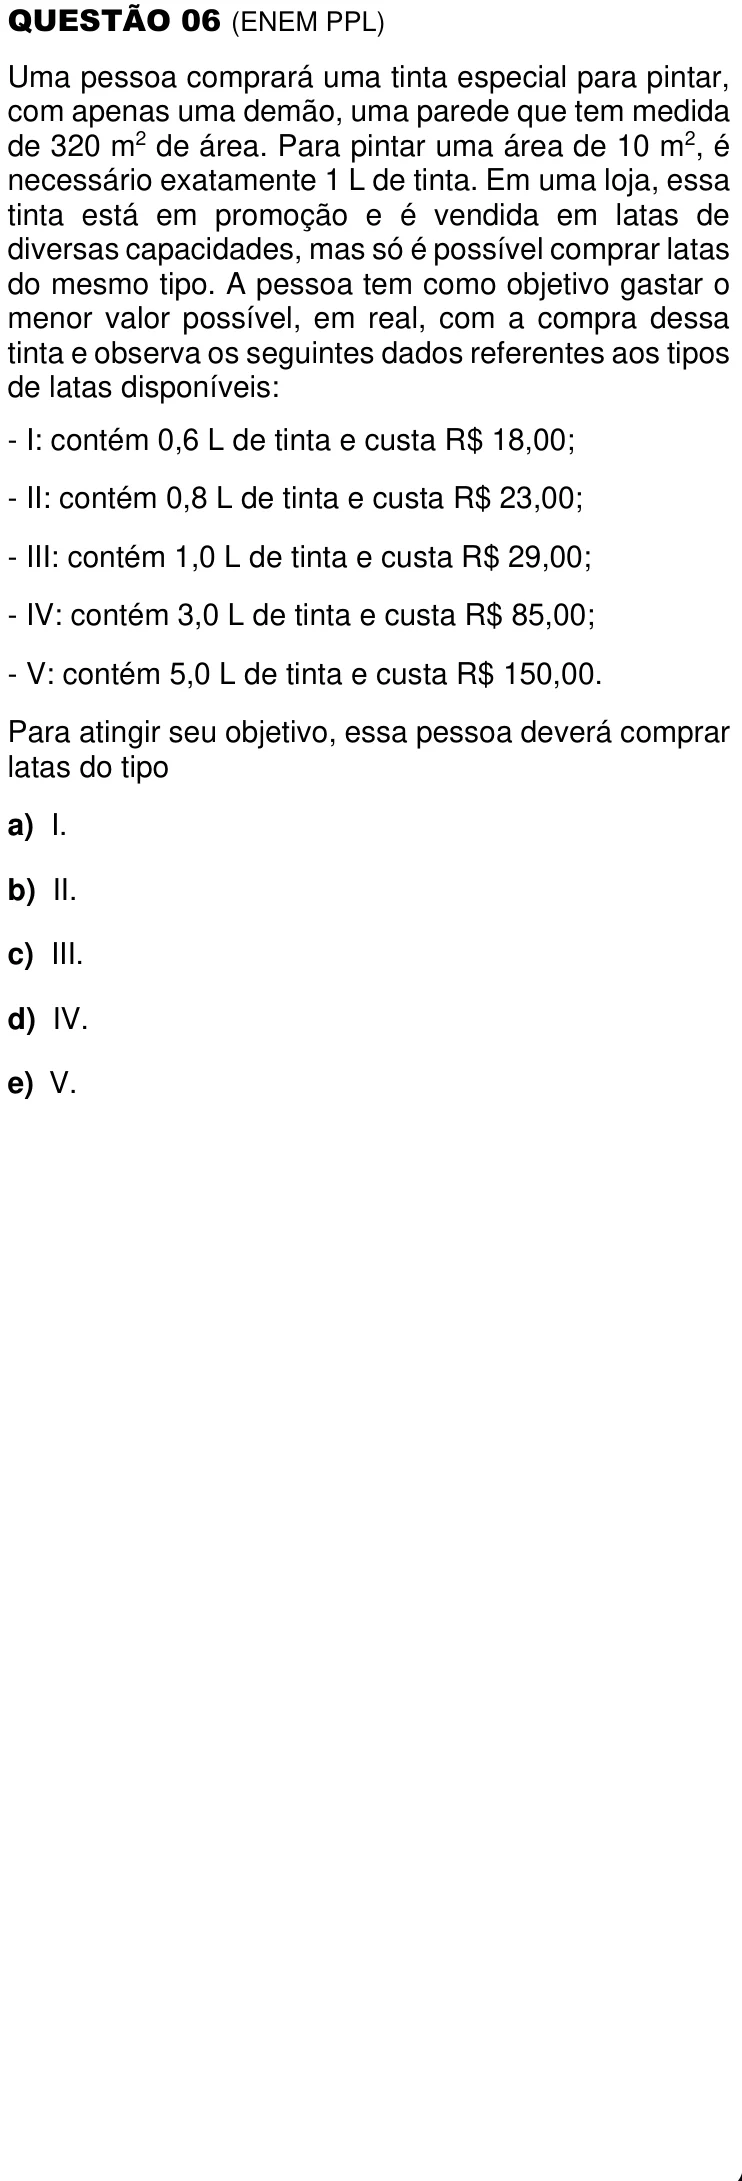 QUESTÃO 06 (ENEM PPL)
Uma pessoa comprará uma tinta especial para pintar,
com apenas uma demão, uma parede que tem medida
de 320 m² de área. Para pintar uma área de 10 m², é
necessário exatamente 1 L de tinta. Em uma loja, essa
tinta está em promoção e é vendida em latas de
diversas capacidades, mas só é possível comprar latas
do mesmo tipo. A pessoa tem como objetivo gastar o
menor valor possível, em real, com a compra dessa
tinta e observa os seguintes dados referentes aos tipos
de latas disponíveis:
- I: contém 0,6 L de tinta e custa R$ 18,00;
- II: contém 0,8 L de tinta e custa R$ 23,00;
- III: contém 1,0 L de tinta e custa R$ 29,00;
- IV: contém 3,0 L de tinta e custa R$ 85,00;
- V: contém 5,0 L de tinta e custa R$ 150,00.
Para atingir seu objetivo, essa pessoa deverá comprar
latas do tipo
a) I.
b) II.
c) III.
d) IV.
e) V.